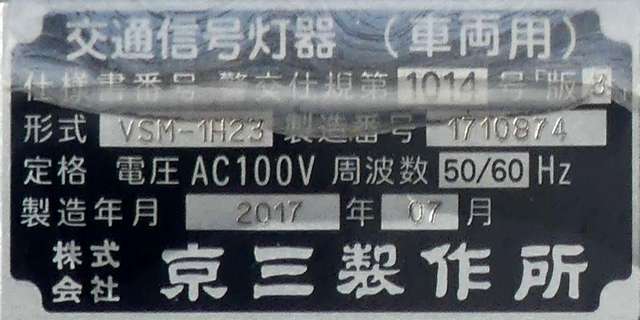 交通信号灯器 (車両用)
仕様書番号 警交仕規第 1014 号「版 3
形式 VSM-1H23 製造番号 1710874
定格 電圧 AC100V 周波数 50/60 Hz
製造年月 2017 年 07 月
株式会社 京三製作所